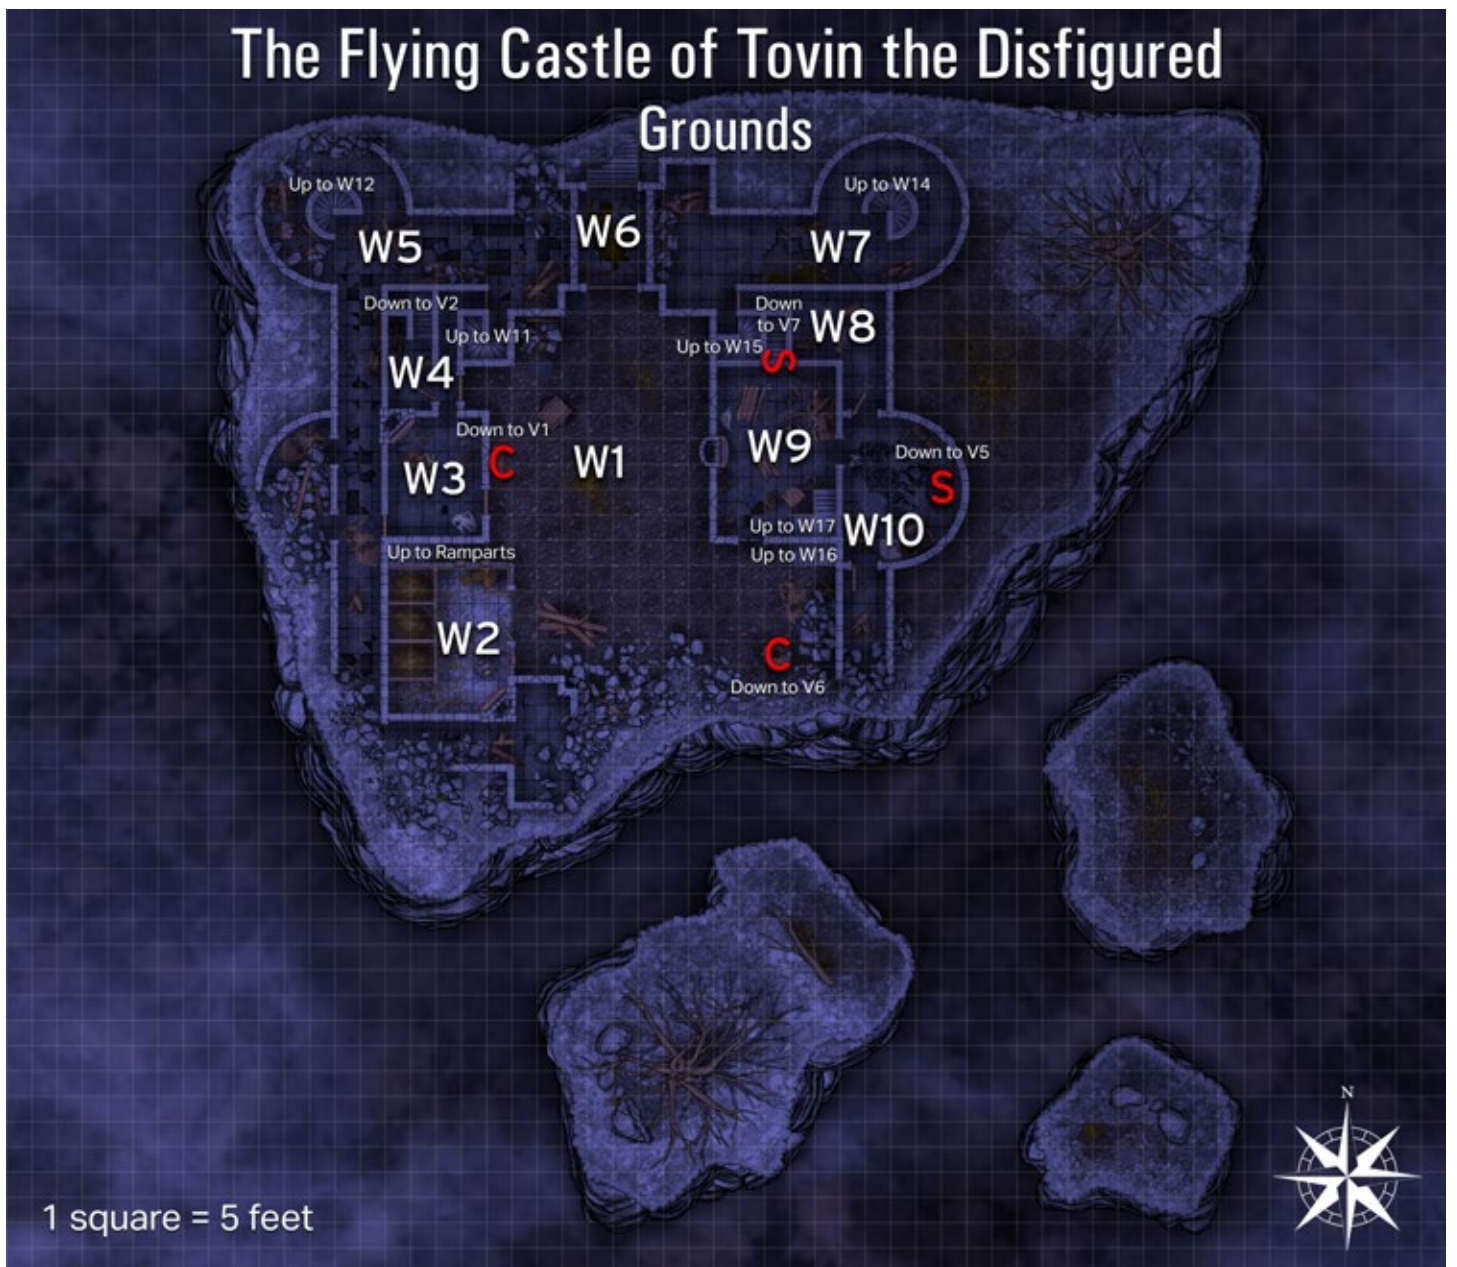 The Flying Castle of Tovin the Disfigured
Grounds
Up to W12
Up to W14
W5
W6
W7
Down to V2
Down
to V7
W8
Up to W11
Up to W15
S
W4
Down to V1
C
W3
W1
W9
Down to V5
S
Up to W17
W10
Up to Ramparts
Up to W16
W2
C
Down to V6
N
1 square = 5 feet